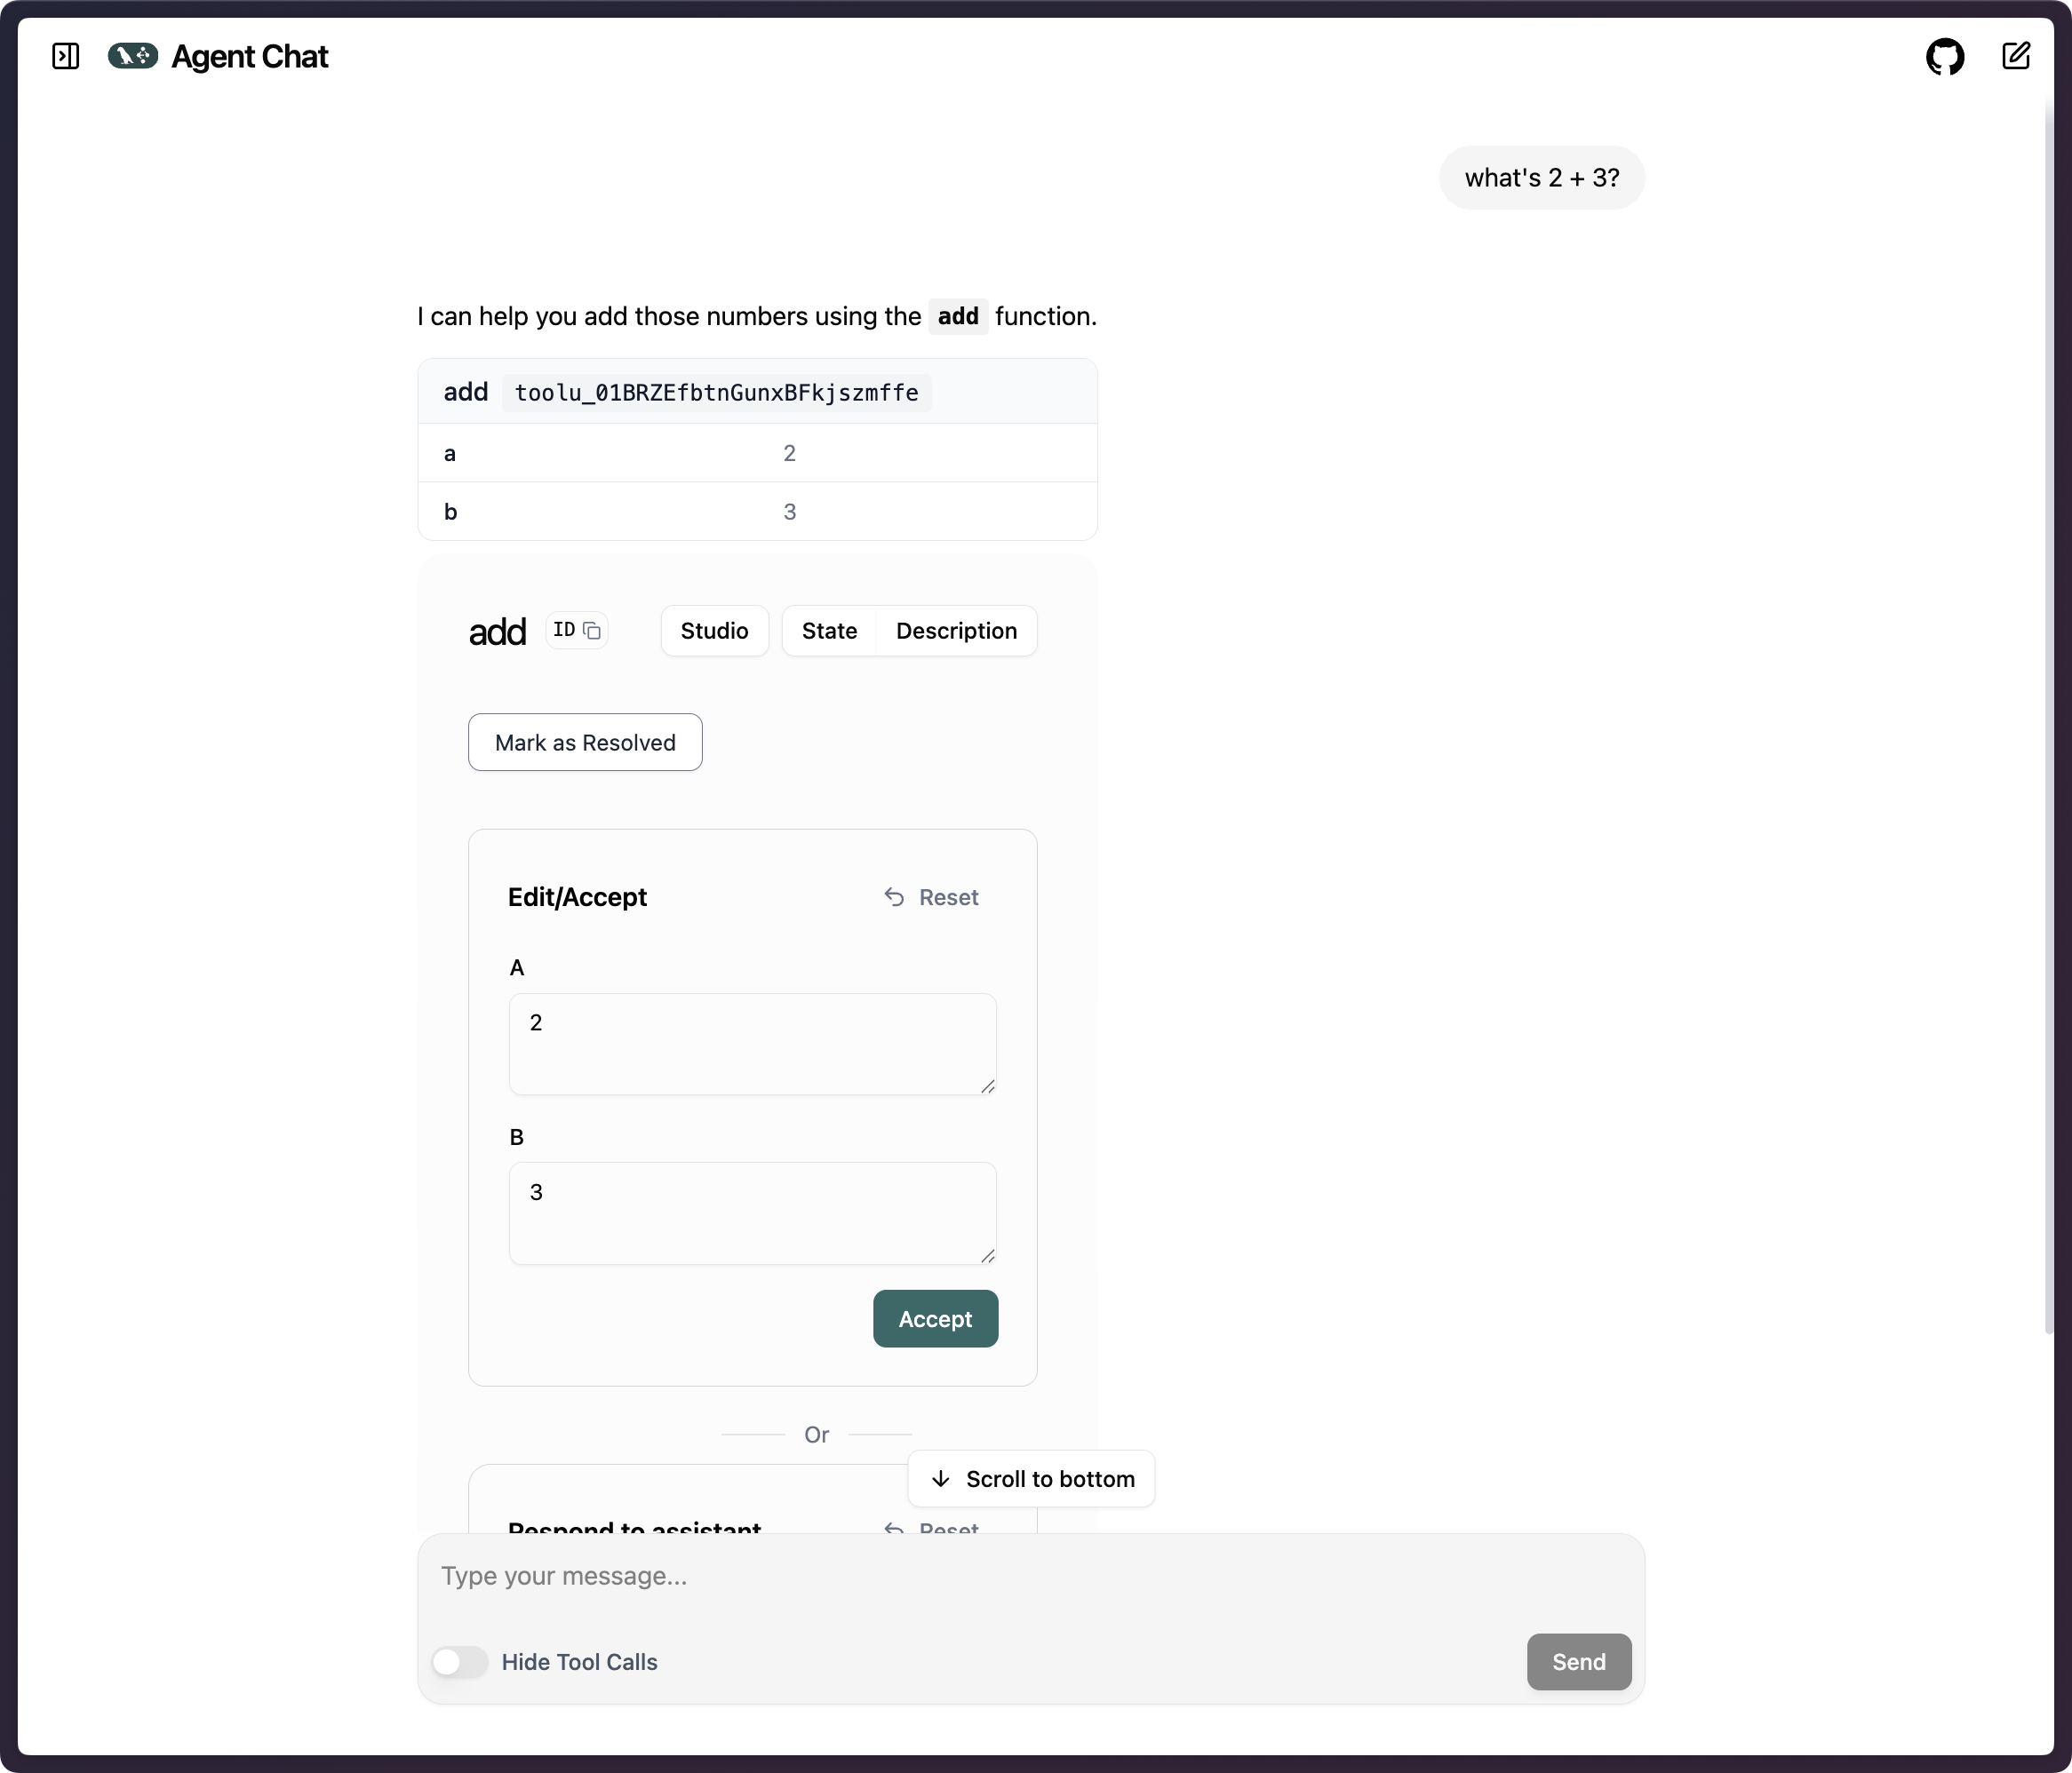 Agent Chat
what's 2 + 3?
I can help you add those numbers using the add function.
add toolu_01BRZEfbtnGunxBFkjszmffe
a 2
b 3
add ID Studio State Description
Mark as Resolved
Edit/Accept Reset
A
2
B
3
Accept
Or
Scroll to bottom
Respond to assistant Reset
Type your message...
Hide Tool Calls Send